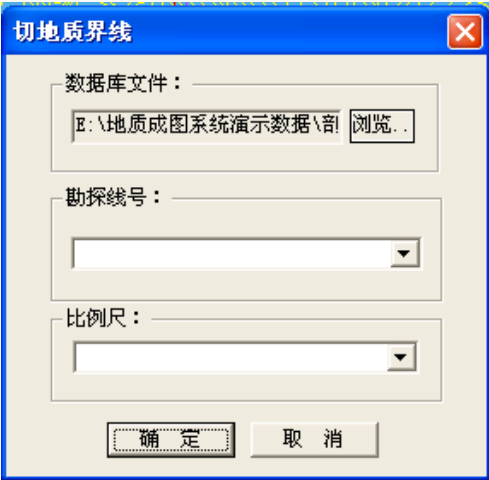 切地质界线
数据库文件：
E:\地质成图系统演示数据\剖
浏览..
勘探线号：
比例尺：
确 定
取 消